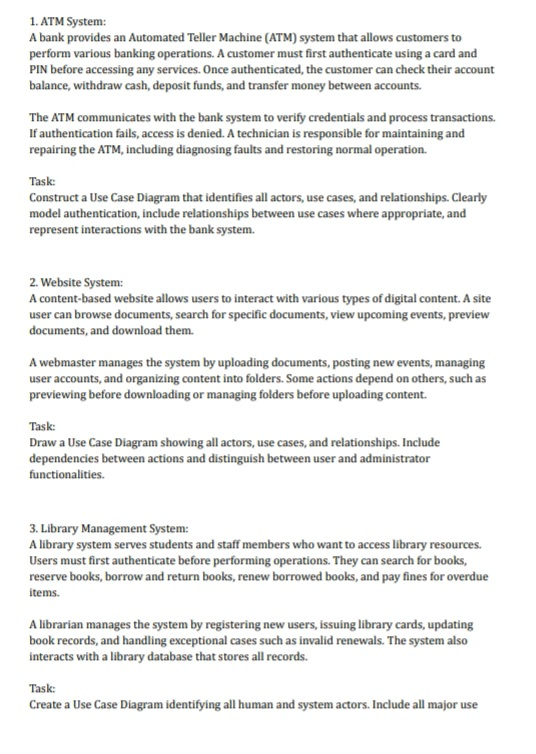 1. ATM System:
A bank provides an Automated Teller Machine (ATM) system that allows customers to
perform various banking operations. A customer must first authenticate using a card and
PIN before accessing any services. Once authenticated, the customer can check their account
balance, withdraw cash, deposit funds, and transfer money between accounts.
The ATM communicates with the bank system to verify credentials and process transactions.
If authentication fails, access is denied. A technician is responsible for maintaining and
repairing the ATM, including diagnosing faults and restoring normal operation.
Task:
Construct a Use Case Diagram that identifies all actors, use cases, and relationships. Clearly
model authentication, include relationships between use cases where appropriate, and
represent interactions with the bank system.
2. Website System:
A content-based website allows users to interact with various types of digital content. A site
user can browse documents, search for specific documents, view upcoming events, preview
documents, and download them.
A webmaster manages the system by uploading documents, posting new events, managing
user accounts, and organizing content into folders. Some actions depend on others, such as
previewing before downloading or managing folders before uploading content.
Task:
Draw a Use Case Diagram showing all actors, use cases, and relationships. Include
dependencies between actions and distinguish between user and administrator
functionalities.
3. Library Management System:
A library system serves students and staff members who want to access library resources.
Users must first authenticate before performing operations. They can search for books,
reserve books, borrow and return books, renew borrowed books, and pay fines for overdue
items.
A librarian manages the system by registering new users, issuing library cards, updating
book records, and handling exceptional cases such as invalid renewals. The system also
interacts with a library database that stores all records.
Task:
Create a Use Case Diagram identifying all human and system actors. Include all major use